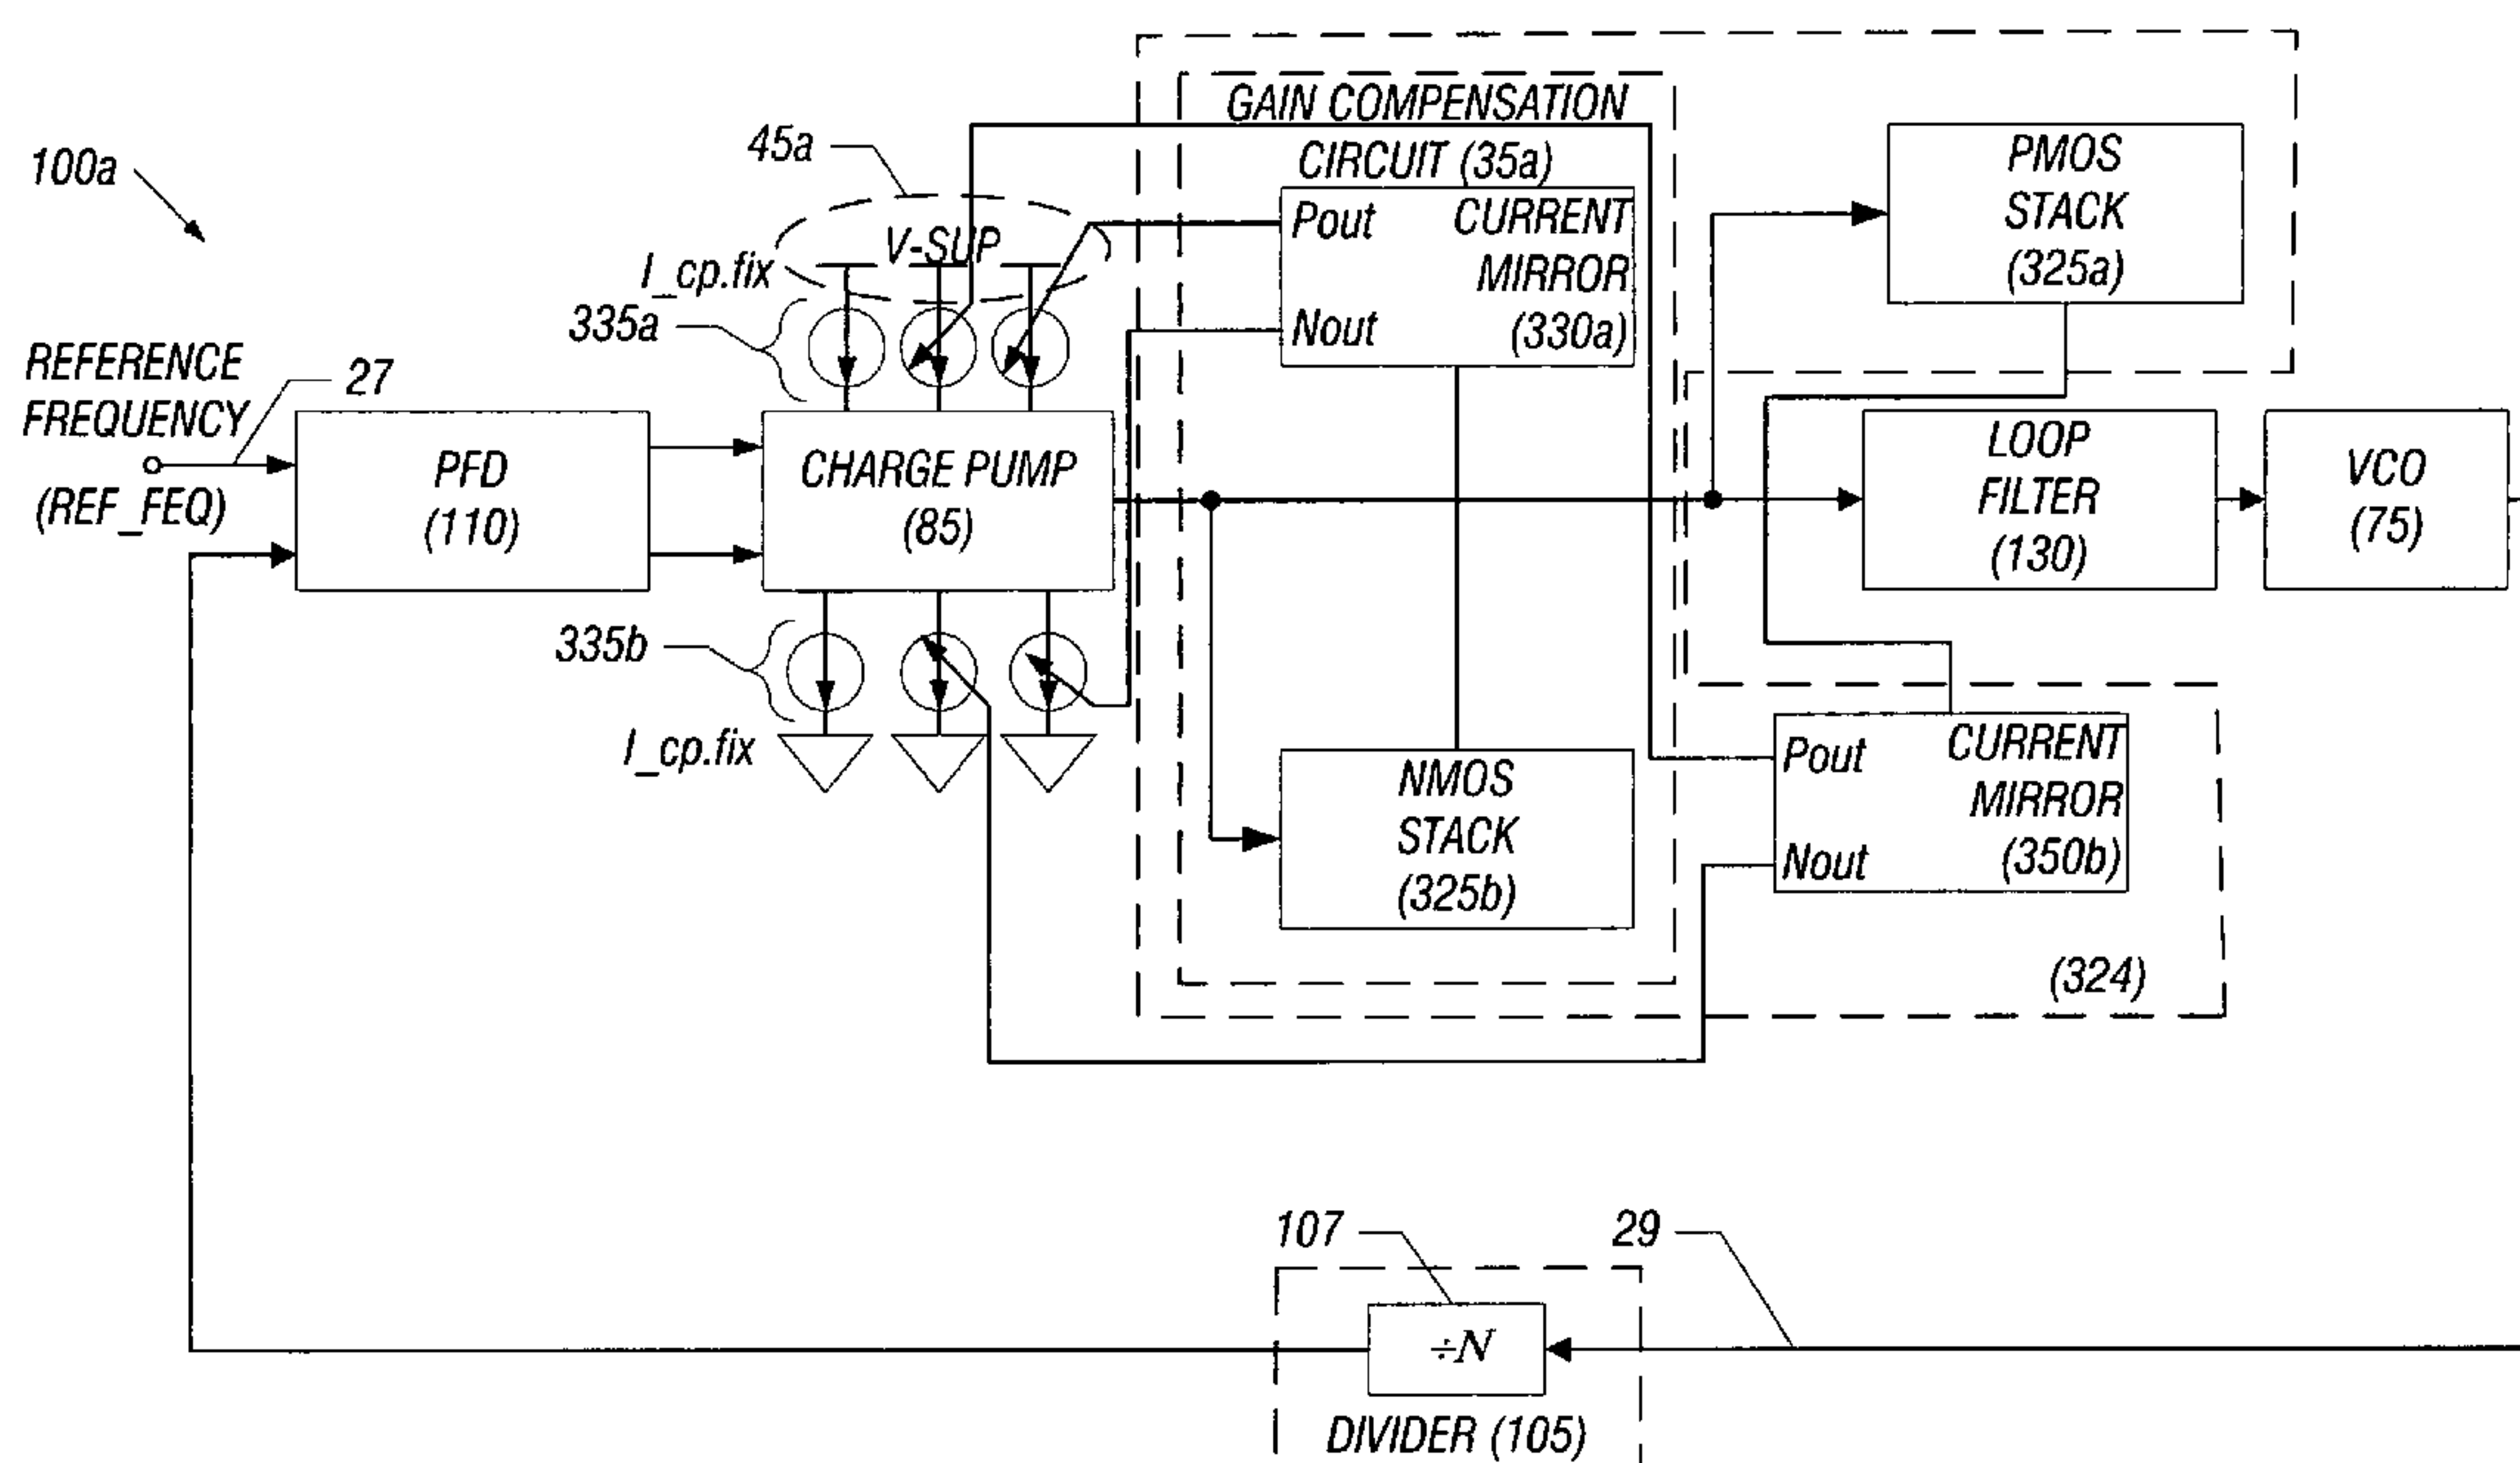 GAIN COMPENSATION
CIRCUIT (35a)
45a
100a
PMOS
STACK
(325a)
V-SUP
I_cp.fix
Pout
CURRENT
MIRROR
(330a)
Nout
335a
REFERENCE
FREQUENCY
(REF_FEQ)
27
PFD
(110)
CHARGE PUMP
(85)
LOOP
FILTER
(130)
VCO
(75)
335b
I_cp.fix
NMOS
STACK
(325b)
Pout
CURRENT
MIRROR
(350b)
Nout
(324)
107
29
÷N
DIVIDER (105)